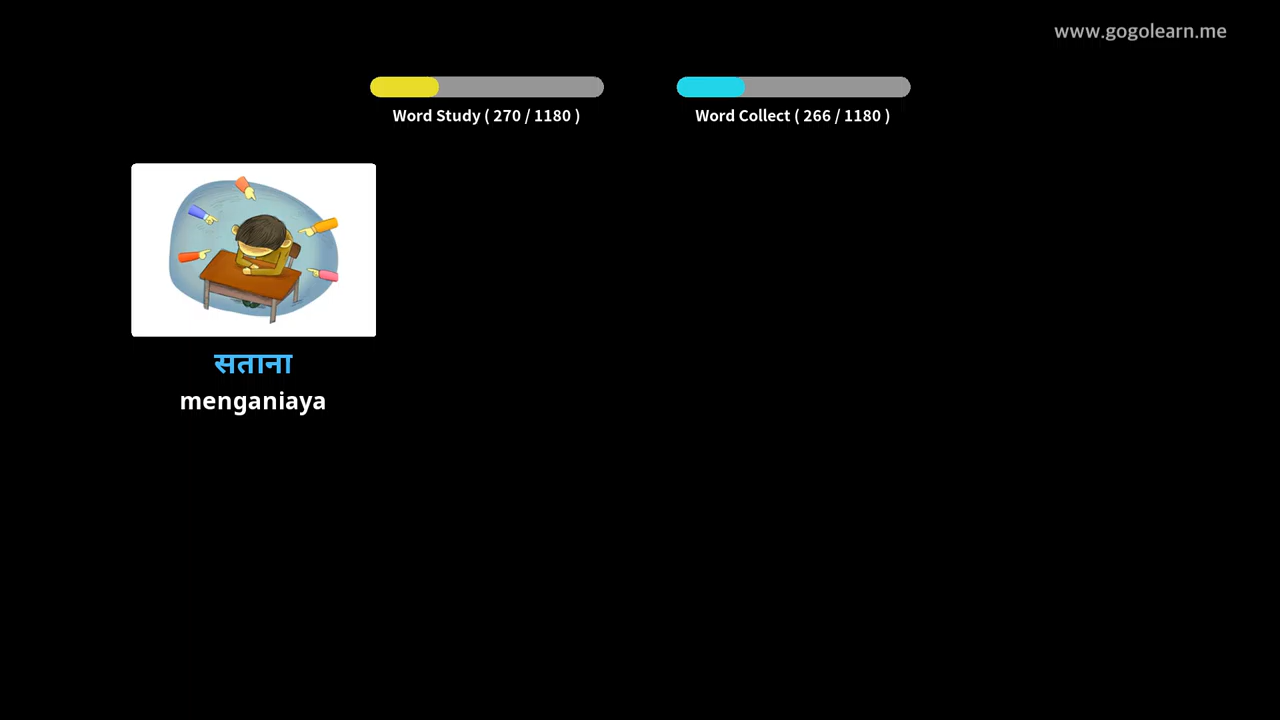 www.gogolearn.me
Word Study ( 270 / 1180 )
Word Collect ( 266 / 1180 )
सताना
menganiaya